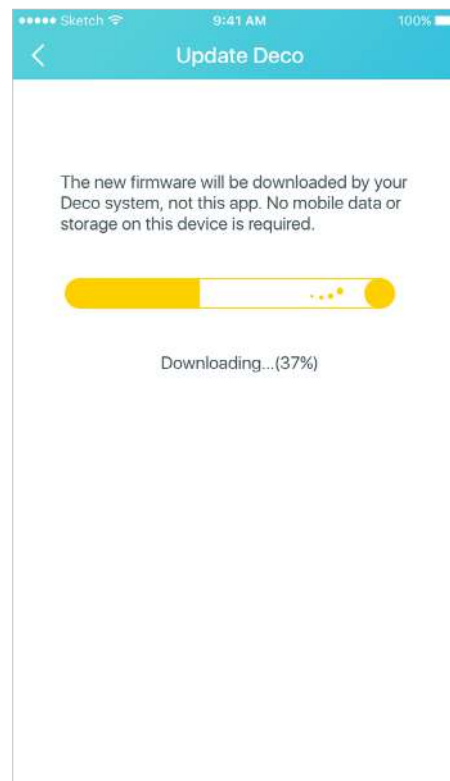 Sketch 9:41 AM 100%
Update Deco
The new firmware will be downloaded by your
Deco system, not this app. No mobile data or
storage on this device is required.
Downloading...(37%)